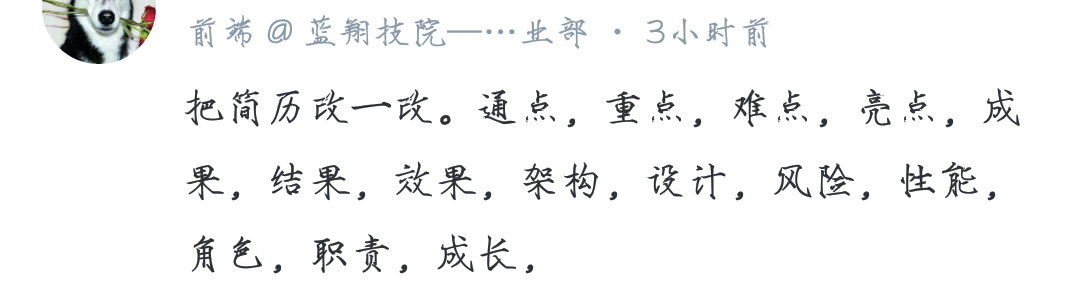 前端 @ 蓝翔技院一…业部 · 3小时前
把简历改一改。通点，重点，难点，亮点，成
果，结果，效果，架构，设计，风险，性能，
角色，职责，成长，